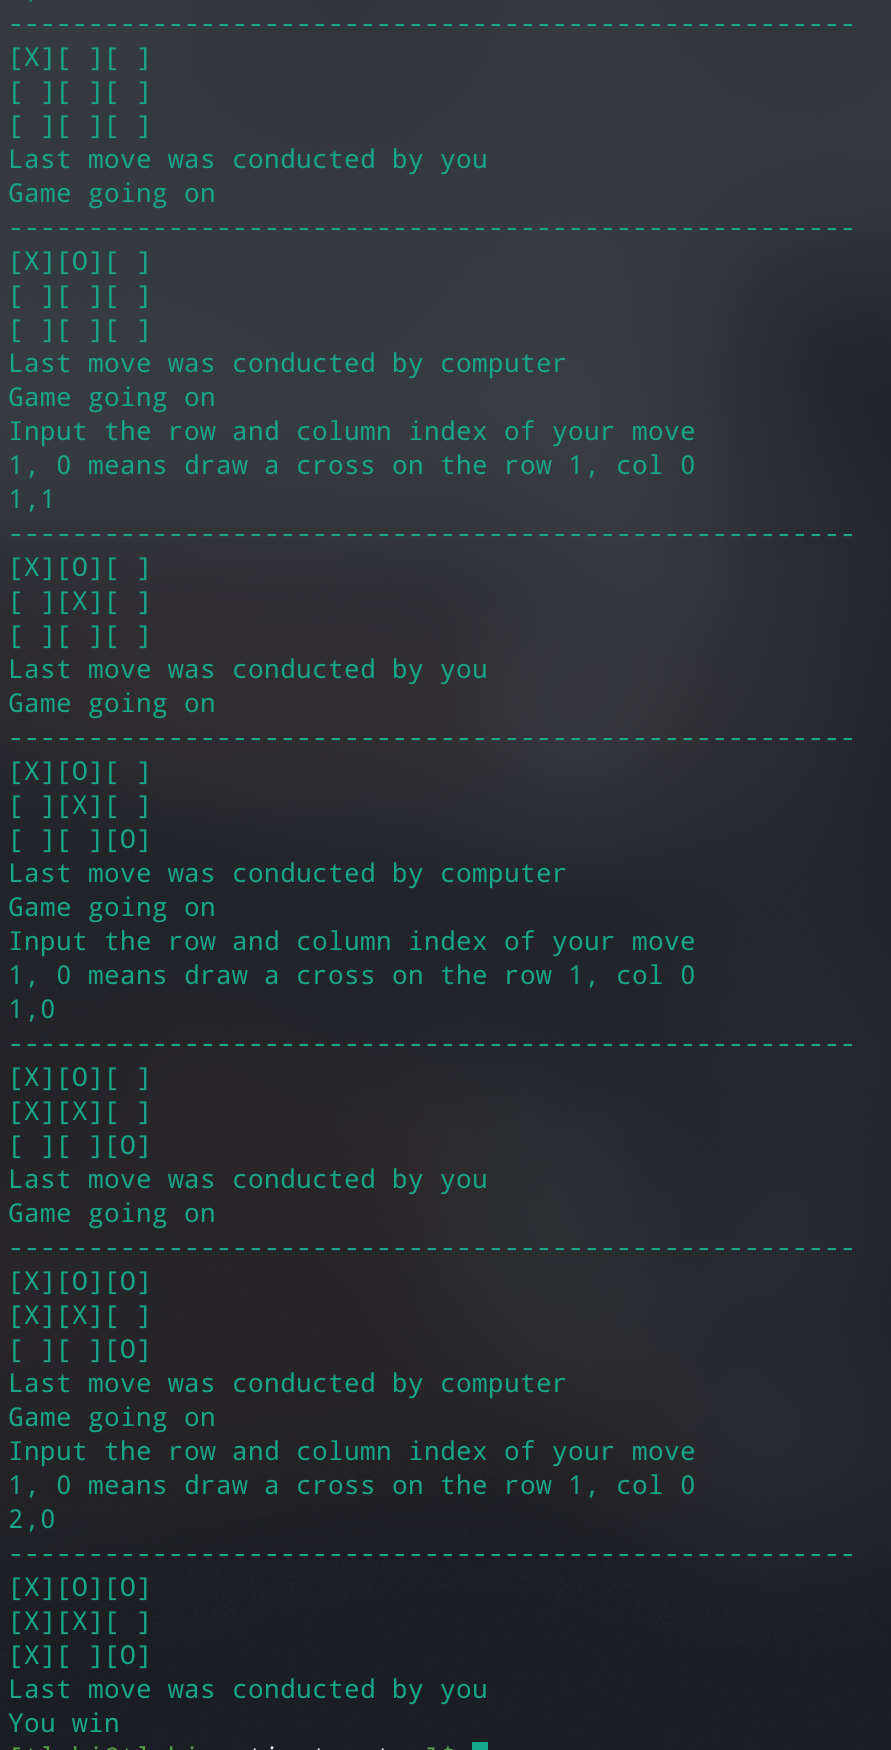 -----------------------------------------------------
[X][ ][ ]
[ ][ ][ ]
[ ][ ][ ]
Last move was conducted by you
Game going on
-----------------------------------------------------
[X][O][ ]
[ ][ ][ ]
[ ][ ][ ]
Last move was conducted by computer
Game going on
Input the row and column index of your move
1, 0 means draw a cross on the row 1, col 0
1,1
-----------------------------------------------------
[X][O][ ]
[ ][X][ ]
[ ][ ][ ]
Last move was conducted by you
Game going on
-----------------------------------------------------
[X][O][ ]
[ ][X][ ]
[ ][ ][O]
Last move was conducted by computer
Game going on
Input the row and column index of your move
1, 0 means draw a cross on the row 1, col 0
1,0
-----------------------------------------------------
[X][O][ ]
[X][X][ ]
[ ][ ][O]
Last move was conducted by you
Game going on
-----------------------------------------------------
[X][O][O]
[X][X][ ]
[ ][ ][O]
Last move was conducted by computer
Game going on
Input the row and column index of your move
1, 0 means draw a cross on the row 1, col 0
2,0
-----------------------------------------------------
[X][O][O]
[X][X][ ]
[X][ ][O]
Last move was conducted by you
You win